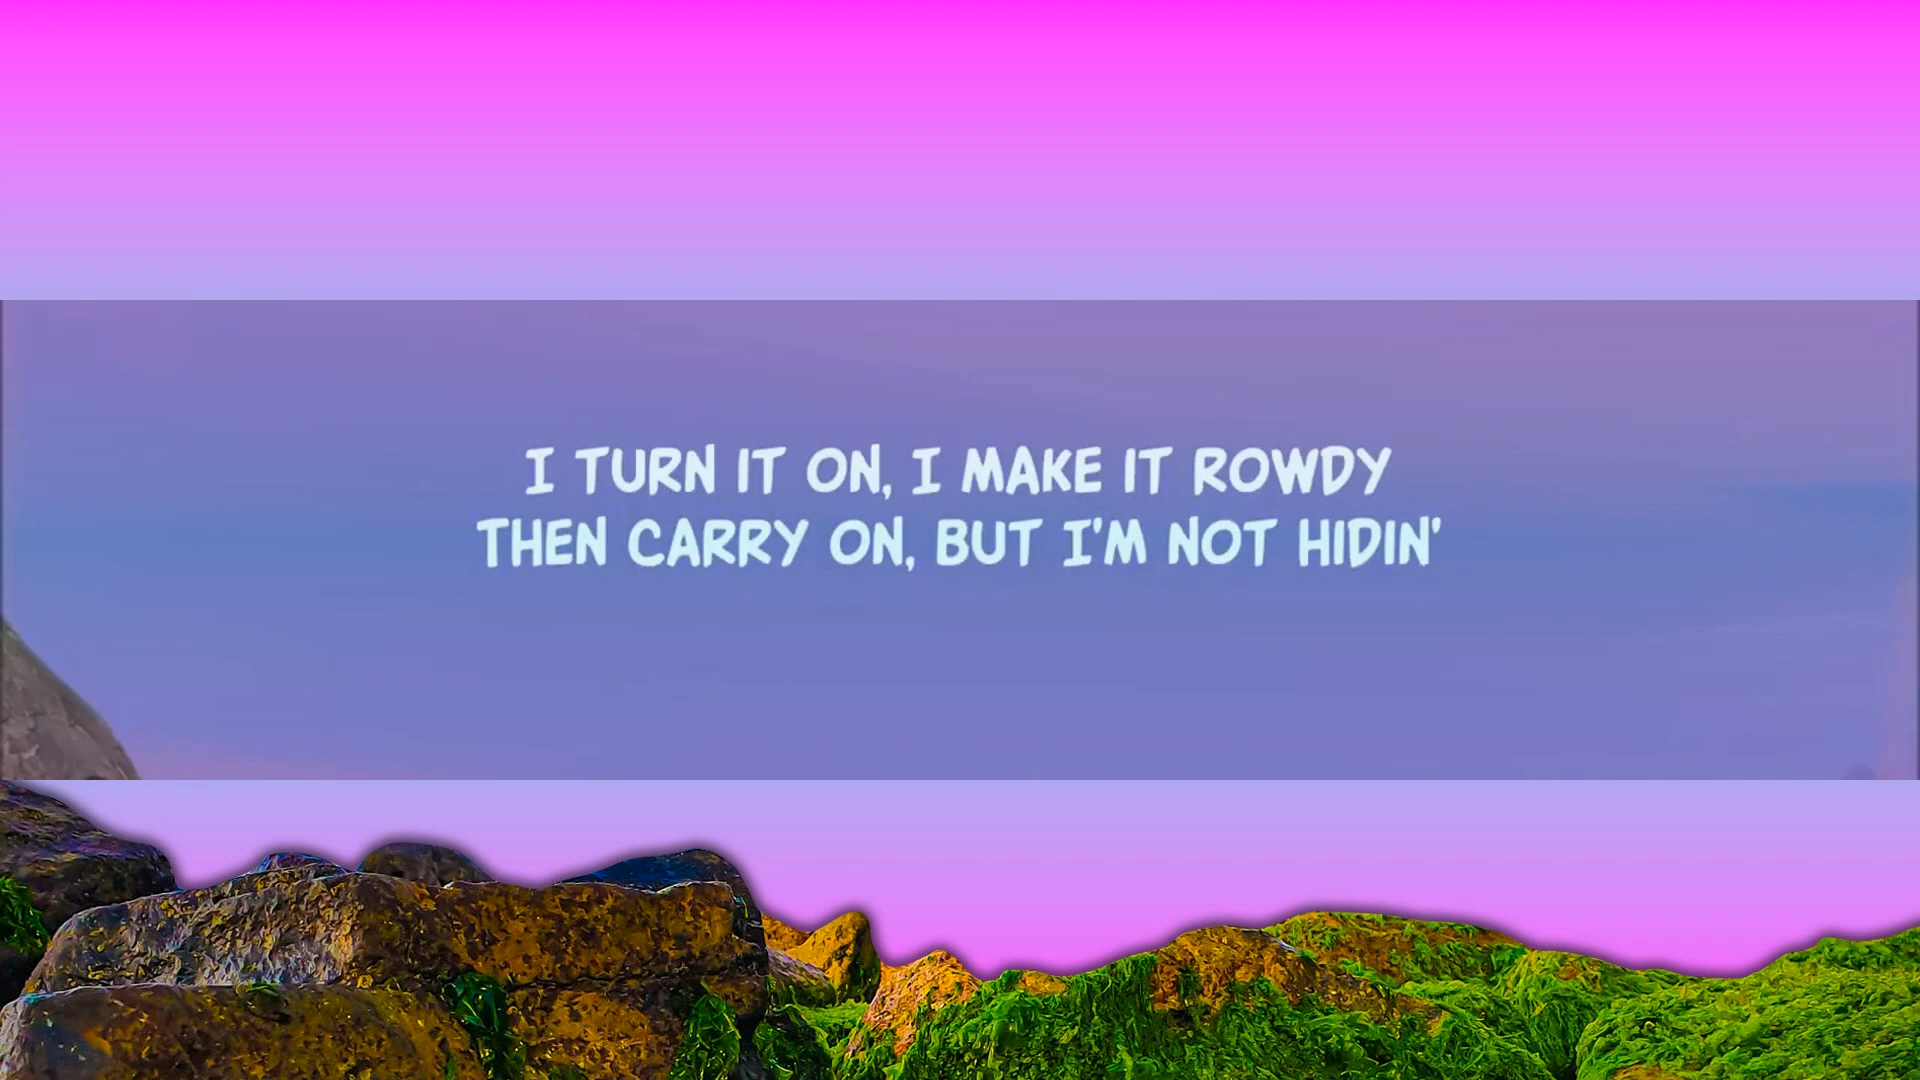 I TURN IT ON, I MAKE IT ROWDY
THEN CARRY ON, BUT I'M NOT HIDIN'